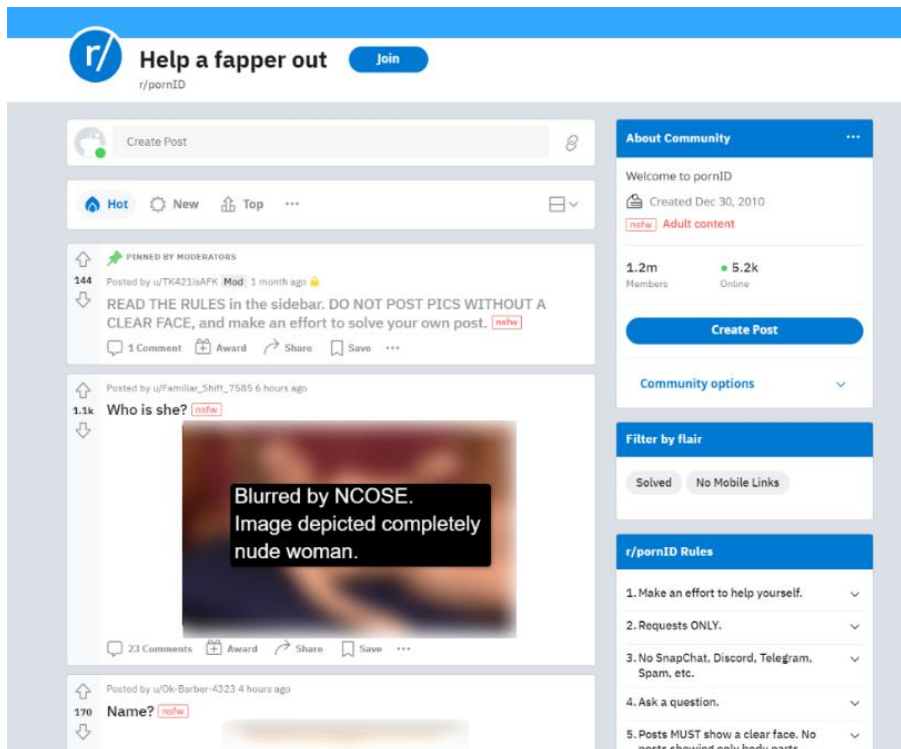 r/
Help a fapper out
Join
r/pornID
Create Post
Hot
New
Top
PINNED BY MODERATORS
144
Posted by u/TK421isAFK Mod 1 month ago
READ THE RULES in the sidebar. DO NOT POST PICS WITHOUT A
CLEAR FACE, and make an effort to solve your own post. nsfw
1 Comment Award Share Save
Posted by u/Familiar_Shift_7585 6 hours ago
1.1k
Who is she? nsfw
Blurred by NCOSE.
Image depicted completely
nude woman.
23 Comments Award Share Save
Posted by u/Ok-Barber-4323 4 hours ago
170
Name? nsfw
About Community
Welcome to pornID
Created Dec 30, 2010
nsfw Adult content
1.2m 5.2k
Members Online
Create Post
Community options
Filter by flair
Solved No Mobile Links
r/pornID Rules
1. Make an effort to help yourself.
2. Requests ONLY.
3. No SnapChat, Discord, Telegram,
Spam, etc.
4. Ask a question.
5. Posts MUST show a clear face. No
posts showing only body parts